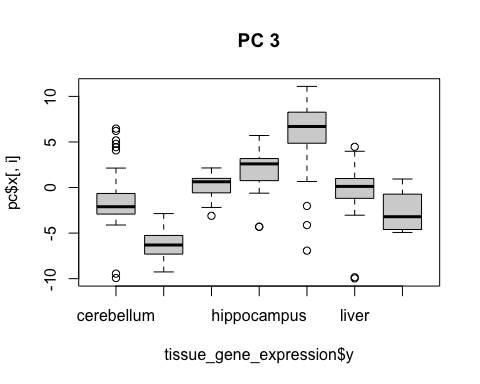 PC 3
pc$x[, i]
10
5
0
-5
-10
cerebellum hippocampus liver
tissue_gene_expression$y